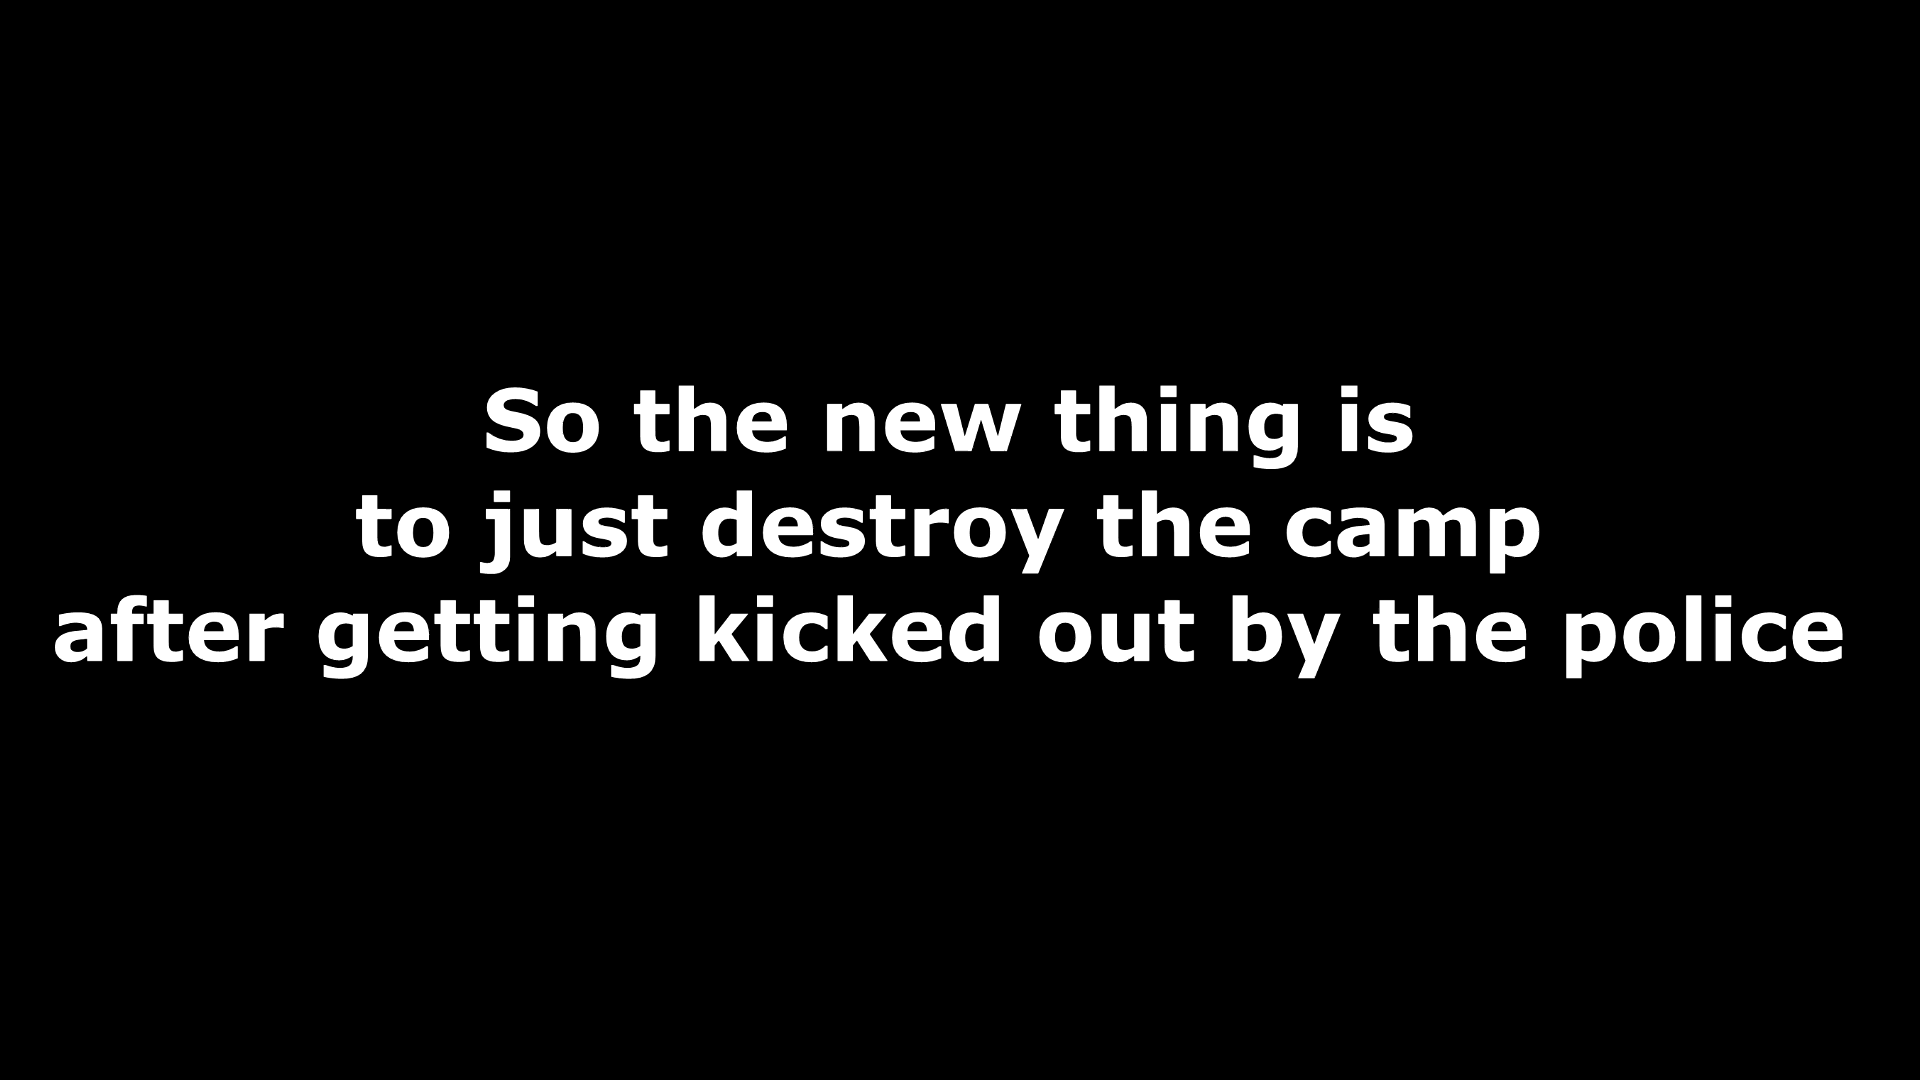 So the new thing is
to just destroy the camp
after getting kicked out by the police